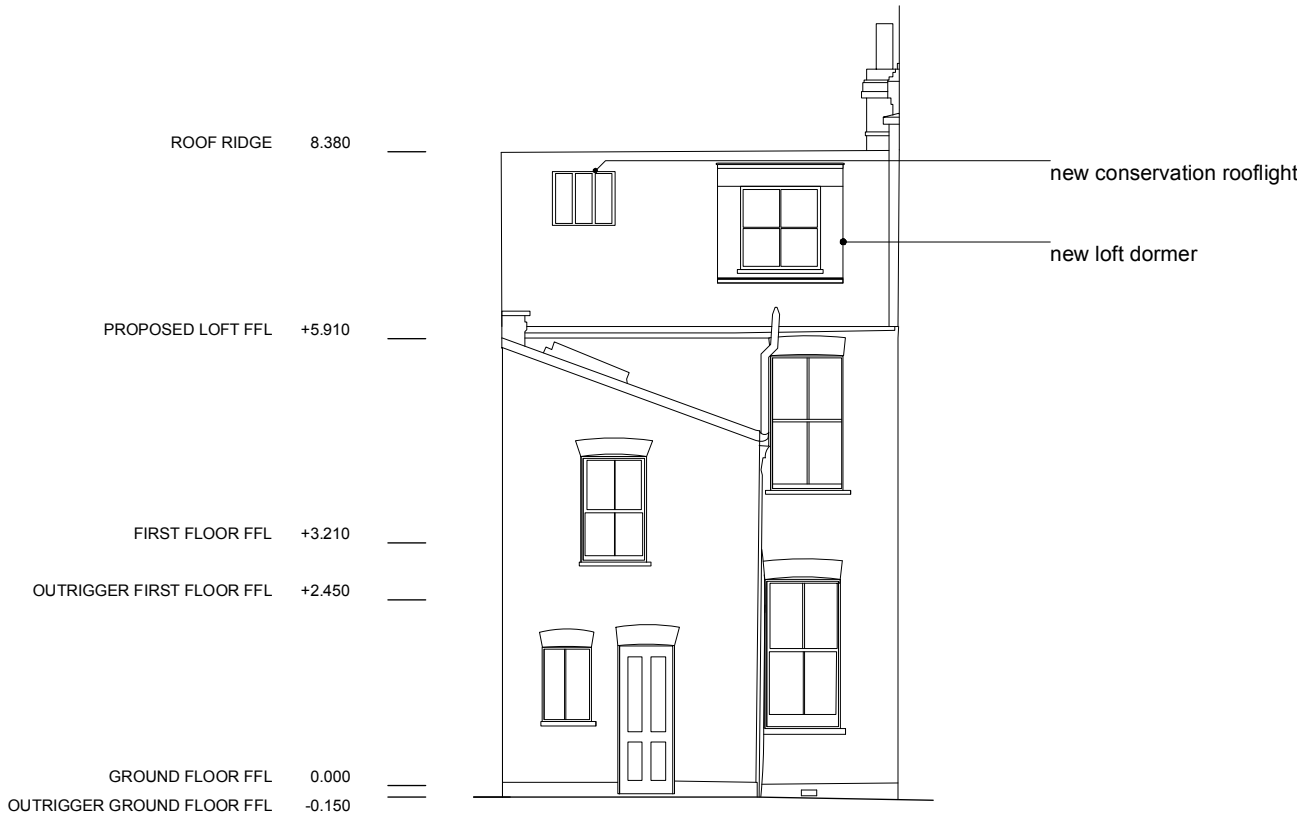 ROOF RIDGE 8.380
new conservation rooflight
new loft dormer
PROPOSED LOFT FFL +5.910
FIRST FLOOR FFL +3.210
OUTRIGGER FIRST FLOOR FFL +2.450
GROUND FLOOR FFL 0.000
OUTRIGGER GROUND FLOOR FFL -0.150